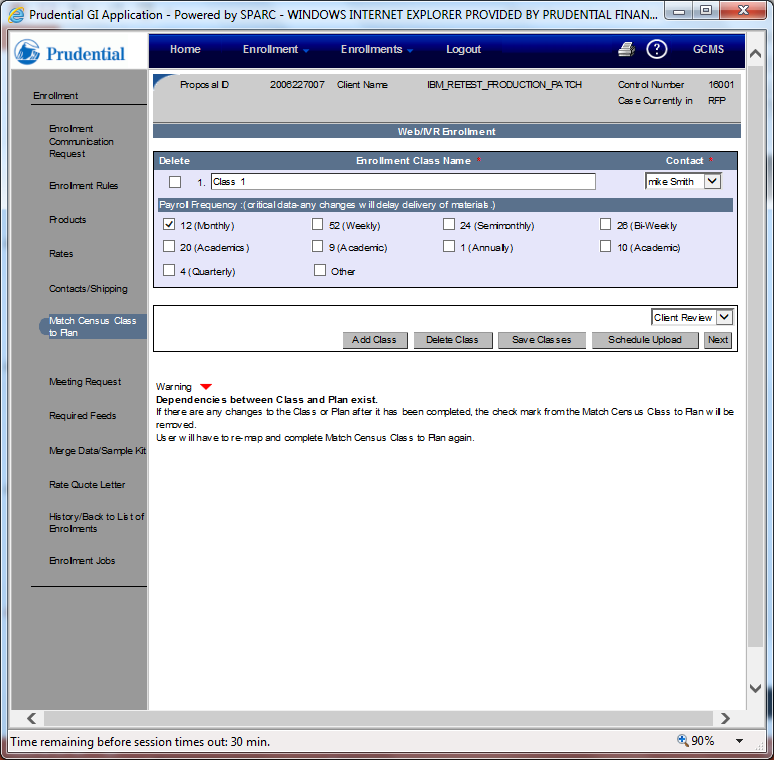 Prudential GI Application - Powered by SPARC - WINDOWS INTERNET EXPLORER PROVIDED BY PRUDENTIAL FINAN...
Prudential
Home Enrollment Enrollments Logout ? GCMS
Proposal ID 2006227007 Client Name IBM_RETEST_PRODUCTION_PATCH Control Number 16001
Case Currently in RFP
Enrollment
Enrollment
Communication
Request
Enrollment Rules
Products
Rates
Contacts/Shipping
Match Census Class
to Plan
Meeting Request
Required Feeds
Merge Data/Sample Kit
Rate Quote Letter
History/Back to List of
Enrollments
Enrollment Jobs
Web/IVR Enrollment
Delete Enrollment Class Name * Contact *
1. Class 1 mike Smith
Payroll Frequency :(critical data-any changes will delay delivery of materials.)
12 (Monthly) 52 (Weekly) 24 (Semimonthly) 26 (Bi-Weekly
20 (Academics) 9 (Academic) 1 (Annually) 10 (Academic)
4 (Quarterly) Other
Client Review
Add Class Delete Class Save Classes Schedule Upload Next
Warning
Dependencies between Class and Plan exist.
If there are any changes to the Class or Plan after it has been completed, the check mark from the Match Census Class to Plan will be
removed.
User will have to re-map and complete Match Census Class to Plan again.
Time remaining before session times out: 30 min. 90%